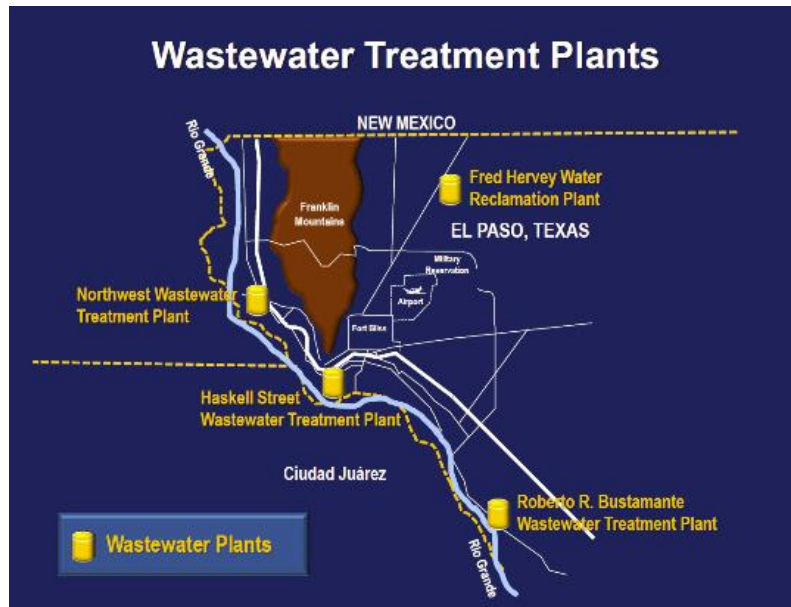 Wastewater Treatment Plants
NEW MEXICO
Rio Grande
Fred Hervey Water
Reclamation Plant
Franklin
Mountains
EL PASO, TEXAS
Military
Reservation
Airport
Northwest Wastewater
Treatment Plant
Fort Bliss
Haskell Street
Wastewater Treatment Plant
Ciudad Juárez
Roberto R. Bustamante
Wastewater Treatment Plant
Wastewater Plants
Rio Grande